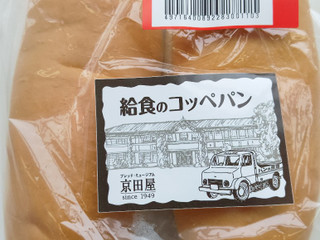 給食のコッペパン
ブレッド・ミュージアム
京田屋
since 1949